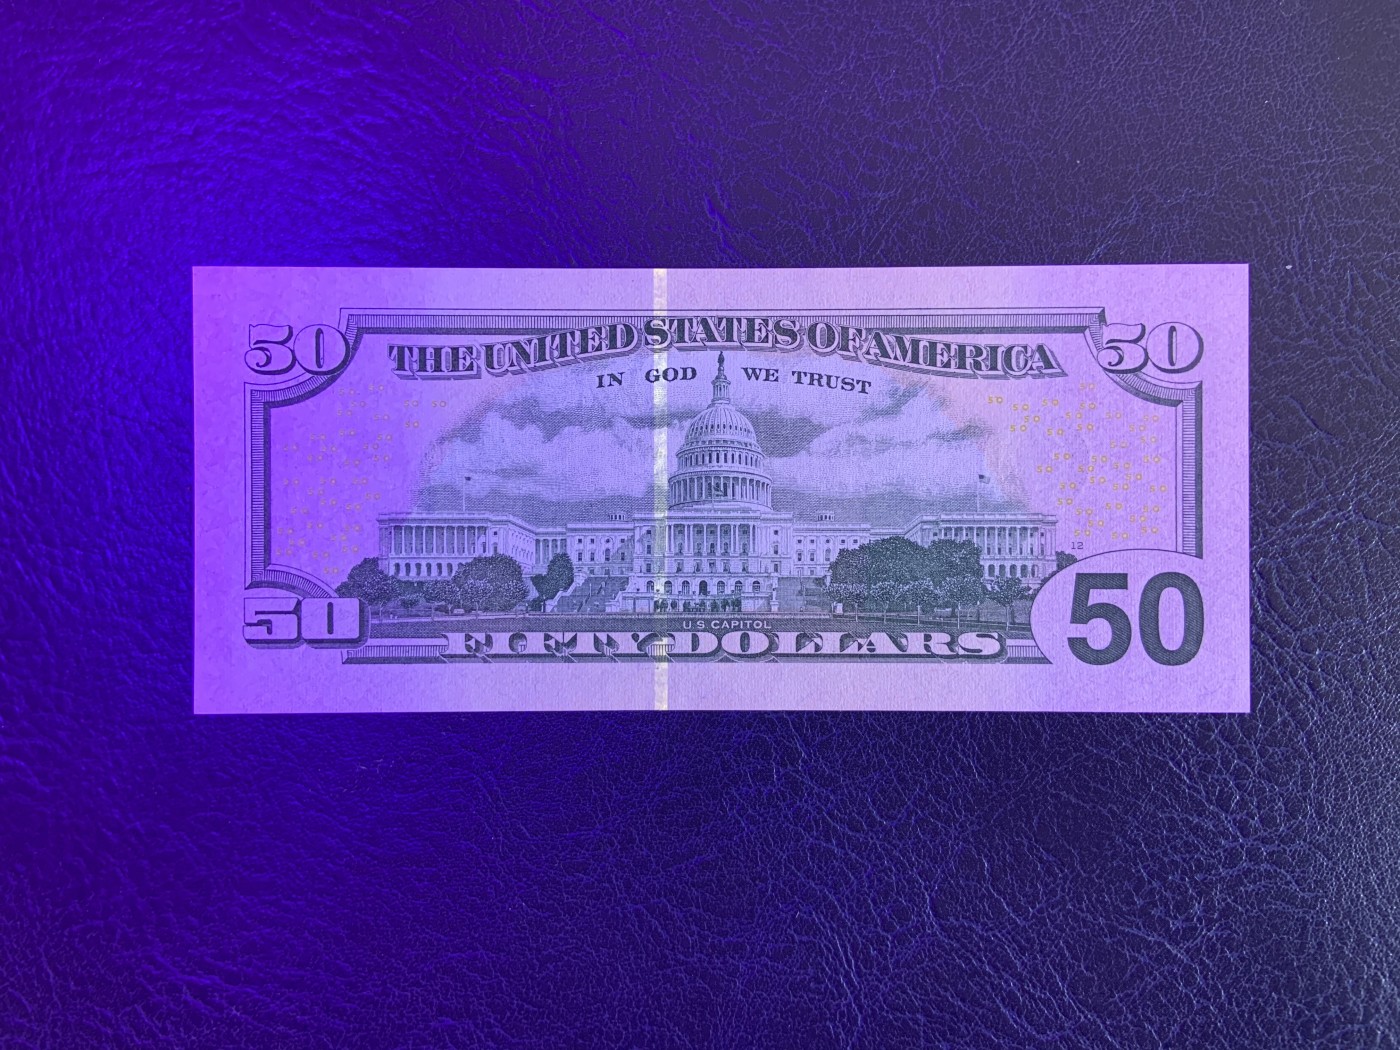 50
THE UNITED STATES OF AMERICA
50
IN GOD WE TRUST
12
50
U.S. CAPITOL
FIFTY DOLLARS
50